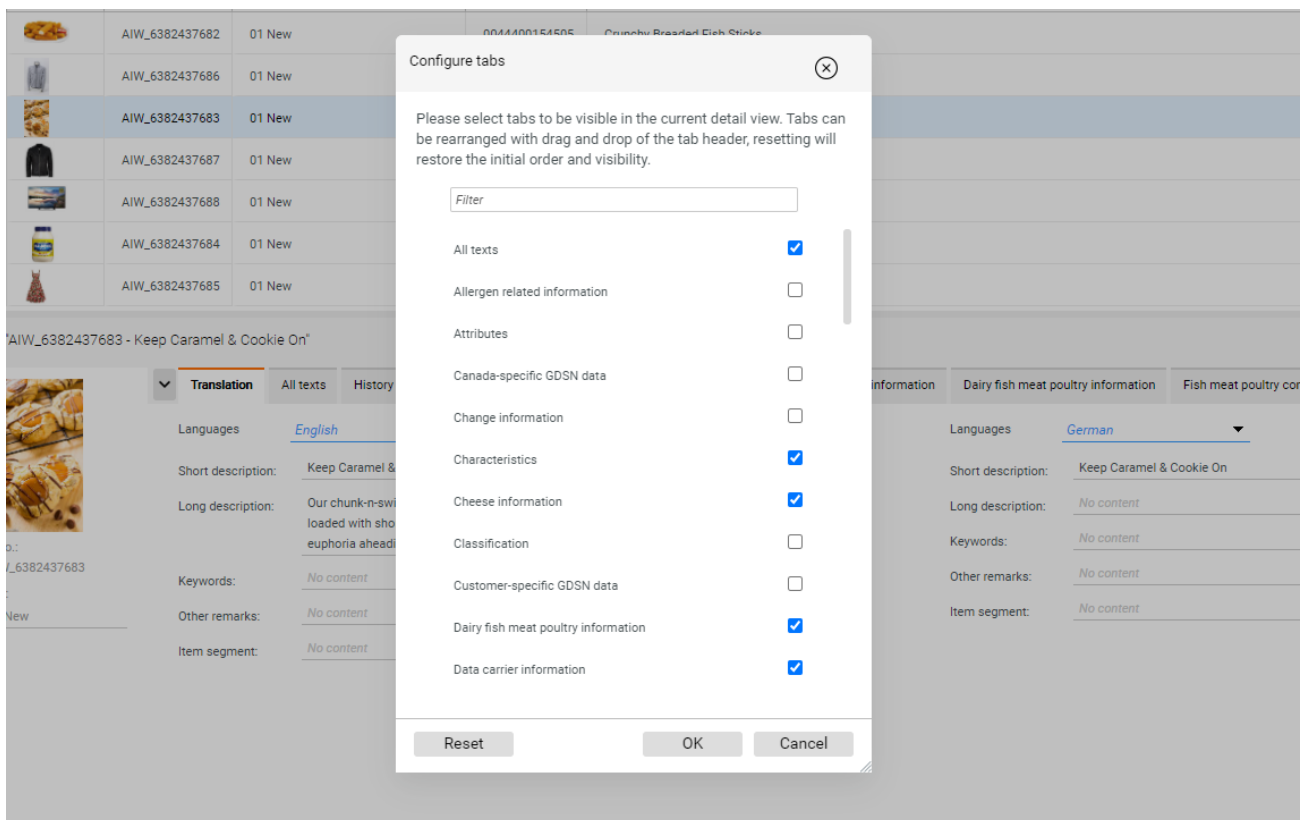 AIW_6382437682 01 New 0044400154505 Crunchy Breaded Fish Sticks
AIW_6382437686 01 New
AIW_6382437683 01 New
AIW_6382437687 01 New
AIW_6382437688 01 New
AIW_6382437684 01 New
AIW_6382437685 01 New
Configure tabs
Please select tabs to be visible in the current detail view. Tabs can
be rearranged with drag and drop of the tab header, resetting will
restore the initial order and visibility.
Filter
All texts
Allergen related information
Attributes
Canada-specific GDSN data
Change information
Characteristics
Cheese information
Classification
Customer-specific GDSN data
Dairy fish meat poultry information
Data carrier information
Reset OK Cancel
"AIW_6382437683 - Keep Caramel & Cookie On"
Translation All texts History information Dairy fish meat poultry information Fish meat poultry cor
Languages English
Short description: Keep Caramel &
Long description: Our chunk-n-swi
loaded with sho
euphoria aheadi
Keywords: No content
Other remarks: No content
Item segment: No content
Languages German
Short description: Keep Caramel & Cookie On
Long description: No content
Keywords: No content
Other remarks: No content
Item segment: No content
o.:
_6382437683
:
New